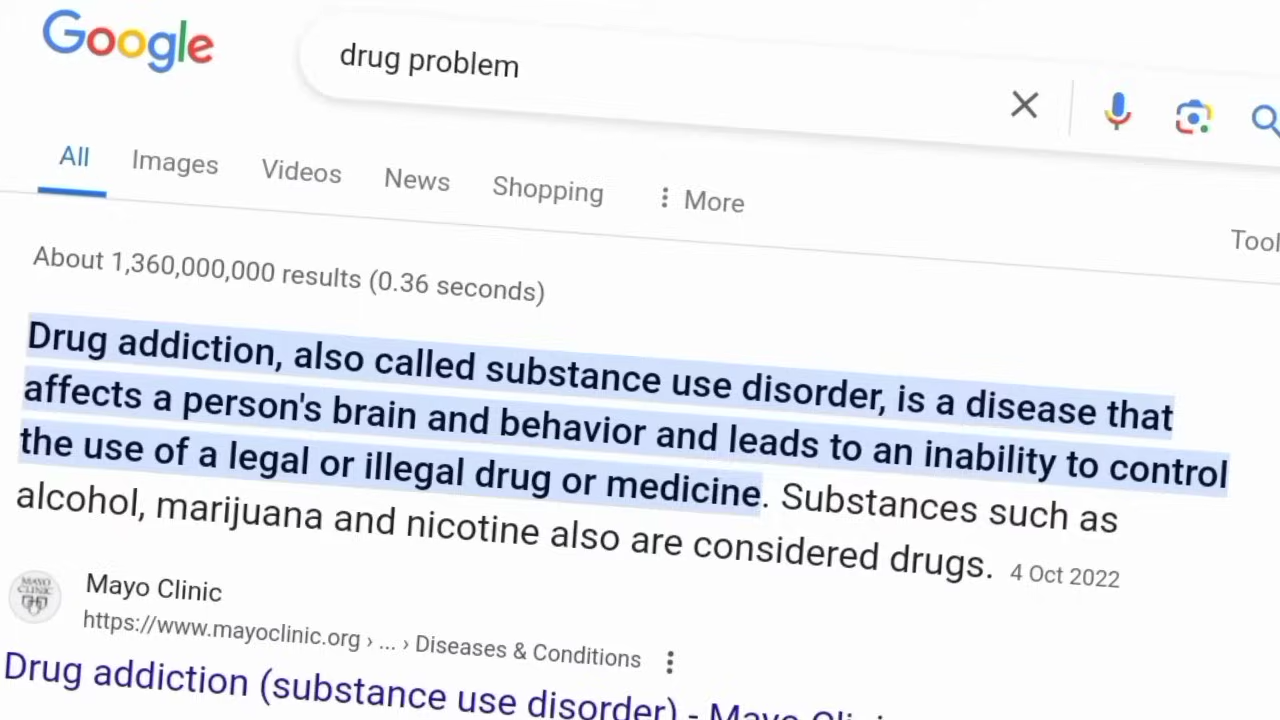 Google
drug problem
All Images Videos News Shopping More
Tool
About 1,360,000,000 results (0.36 seconds)
Drug addiction, also called substance use disorder, is a disease that
affects a person's brain and behavior and leads to an inability to control
the use of a legal or illegal drug or medicine. Substances such as
alcohol, marijuana and nicotine also are considered drugs. 4 Oct 2022
MAYO
CLINIC
Mayo Clinic
https://www.mayoclinic.org › ... › Diseases & Conditions
Drug addiction (substance use disorder) - Mayo Clinic